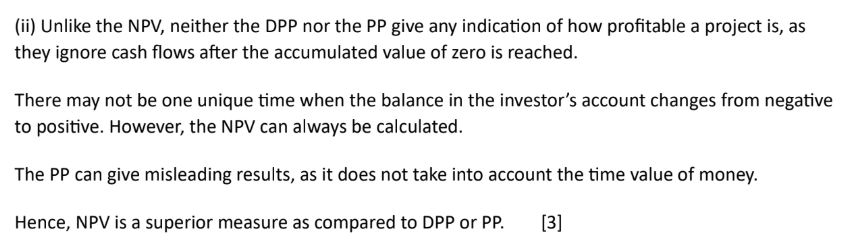 (ii) Unlike the NPV, neither the DPP nor the PP give any indication of how profitable a project is, as
they ignore cash flows after the accumulated value of zero is reached.
There may not be one unique time when the balance in the investor’s account changes from negative
to positive. However, the NPV can always be calculated.
The PP can give misleading results, as it does not take into account the time value of money.
Hence, NPV is a superior measure as compared to DPP or PP. [3]